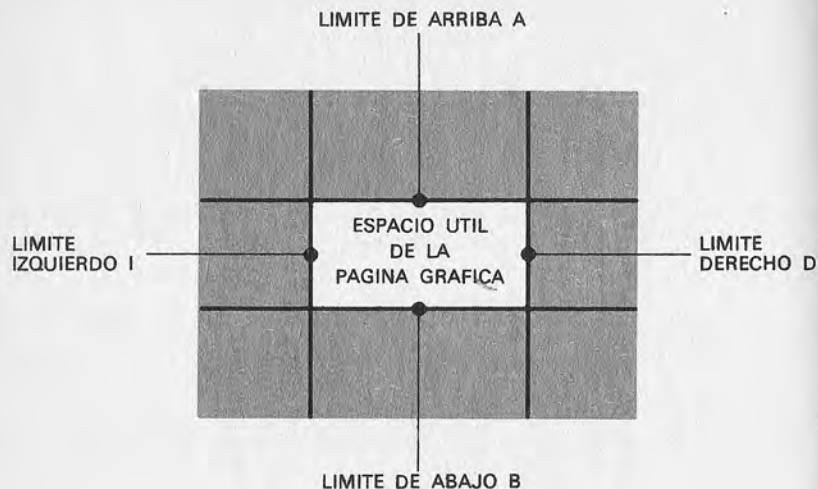 LIMITE DE ARRIBA A
ESPACIO UTIL
DE LA
PAGINA GRAFICA
LIMITE
IZQUIERDO I
LIMITE
DERECHO D
LIMITE DE ABAJO B